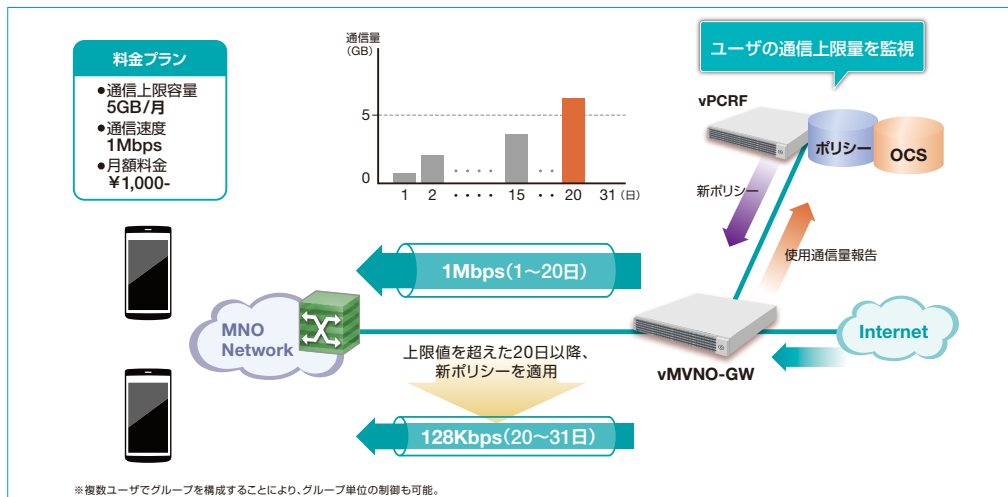 料金プラン
●通信上限容量
5GB/月
●通信速度
1Mbps
●月額料金
¥1,000-
通信量
(GB)
5
0
1 2 ・・・・ 15 ・・ 20 31 (日)
ユーザの通信上限量を監視
vPCRF
ポリシー
OCS
新ポリシー
使用通信量報告
1Mbps(1〜20日)
MNO
Network
Internet
vMVNO-GW
上限値を超えた20日以降、
新ポリシーを適用
128Kbps(20〜31日)
※複数ユーザでグループを構成することにより、グループ単位の制御も可能。